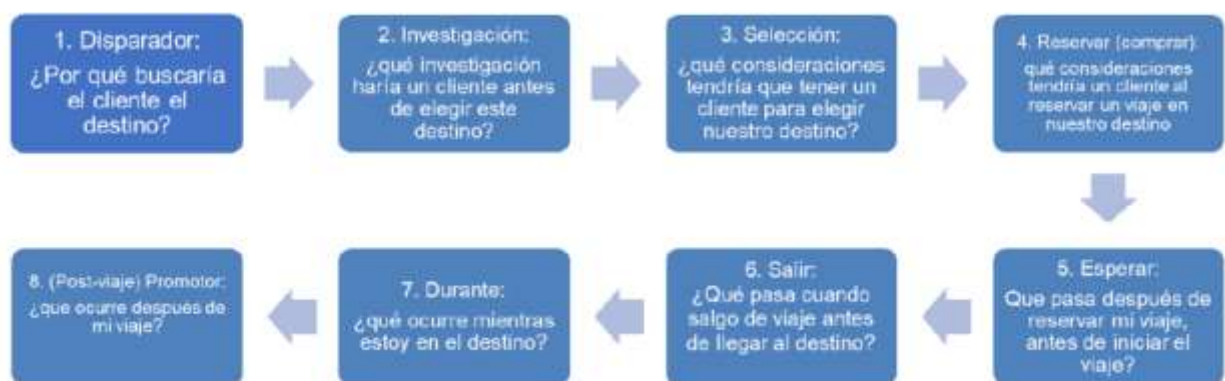 1. Disparador:
¿Por qué buscaría
el cliente el
destino?
2. Investigación:
¿qué investigación
haría un cliente antes
de elegir este
destino?
3. Selección:
¿qué consideraciones
tendría que tener un
cliente para elegir
nuestro destino?
4. Reservar (comprar):
qué consideraciones
tendría un cliente al
reservar un viaje en
nuestro destino
5. Esperar:
Que pasa después de
reservar mi viaje,
antes de iniciar el
viaje?
6. Salir:
¿Qué pasa cuando
salgo de viaje antes
de llegar al destino?
7. Durante:
¿qué ocurre mientras
estoy en el destino?
8. (Post-viaje) Promotor:
¿que ocurre después de
mi viaje?